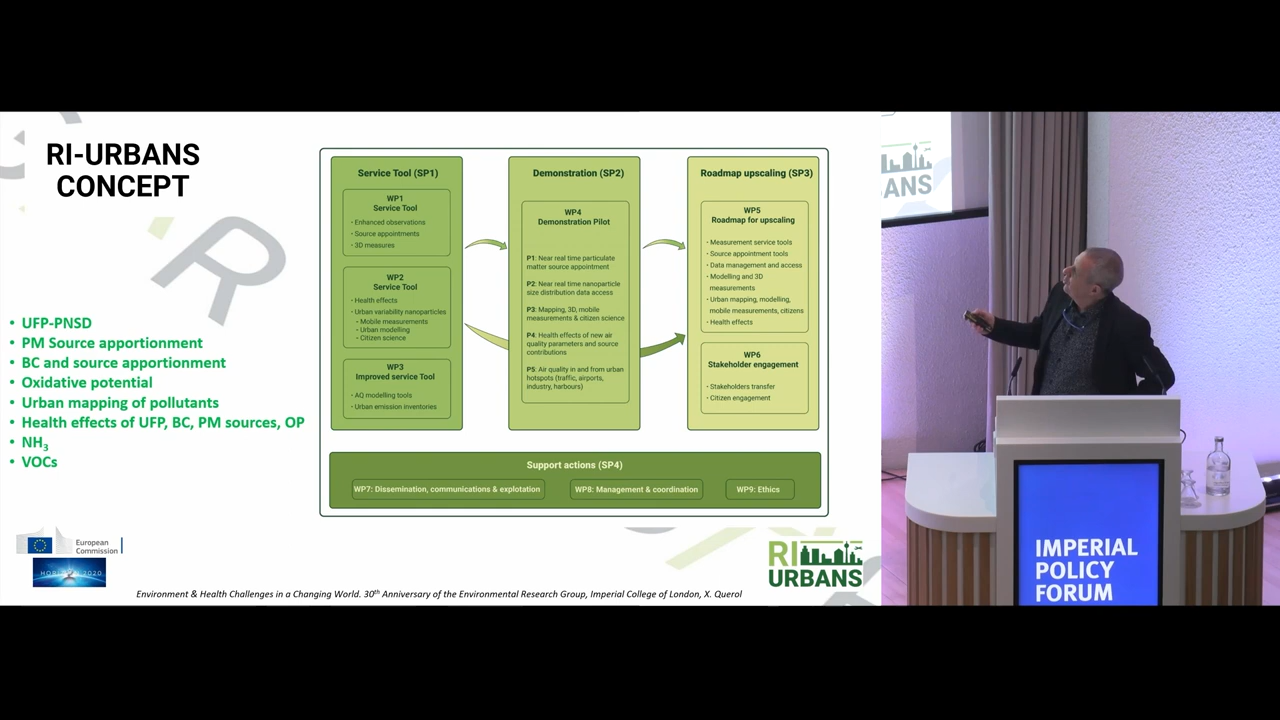 RI-URBANS
CONCEPT
• UFP-PNSD
• PM Source apportionment
• BC and source apportionment
• Oxidative potential
• Urban mapping of pollutants
• Health effects of UFP, BC, PM sources, OP
• NH3
• VOCs
Service Tool (SP1)
WP1
Service Tool
• Enhanced observations
• Source appointments
• 3D measures
WP2
Service Tool
• Health effects
• Urban variability nanoparticles
• Mobile measurements
• Urban modelling
• Citizen science
WP3
Improved service Tool
• AQ modelling tools
• Urban emission inventories
Demonstration (SP2)
WP4
Demonstration Pilot
P1: Near real time particulate
matter source appointment
P2: Near real time nanoparticle
size distribution data access
P3: Mapping, 3D, mobile
measurements & citizen science
P4: Health effects of new air
quality parameters and source
contributions
P5: Air quality in and from urban
hotspots (traffic, airports,
industry, harbours)
Roadmap upscaling (SP3)
WP5
Roadmap for upscaling
• Measurement service tools
• Source appointment tools
• Data management and access
• Modelling and 3D
measurements
• Urban mapping, modelling,
mobile measurements, citizens
• Health effects
WP6
Stakeholder engagement
• Stakeholders transfer
• Citizen engagement
Support actions (SP4)
WP7: Dissemination, communications & explotation
WP8: Management & coordination
WP9: Ethics
European
Commission
HORIZON 2020
RI
URBANS
Environment & Health Challenges in a Changing World. 30th Anniversary of the Environmental Research Group, Imperial College of London, X. Querol
ANS
IMPERIAL
POLICY
FORUM